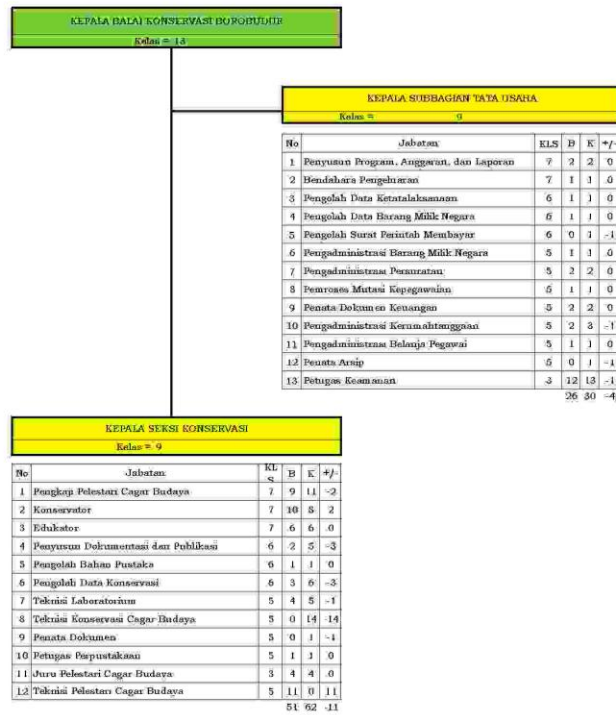 KEPALA BALAI KONSERVASI BOROBUDUR
Kelas = 13
KEPALA SUBBAGIAN TATA USAHA
Kelas = 9
No Jabatan KLS B K +/-
1 Penyusun Program, Anggaran, dan Laporan 7 2 2 0
2 Bendahara Pengeluaran 7 1 1 0
3 Pengolah Data Ketatalaksanaan 6 1 1 0
4 Pengolah Data Barang Milik Negara 6 1 1 0
5 Pengolah Surat Perintah Membayar 6 0 1 -1
6 Pengadministrasi Barang Milik Negara 5 1 1 0
7 Pengadministrasi Persuratan 5 2 2 0
8 Pemroses Mutasi Kepegawaian 5 1 1 0
9 Penata Dokumen Keuangan 5 2 2 0
10 Pengadministrasi Kerumahtanggaan 5 2 3 -1
11 Pengadministrasi Belanja Pegawai 5 1 1 0
12 Penata Arsip 5 0 1 -1
13 Petugas Keamanan 3 12 13 -1
26 30 -4
KEPALA SEKSI KONSERVASI
Kelas = 9
No Jabatan KLS B K +/-
1 Pengkaji Pelestari Cagar Budaya 7 9 11 -2
2 Konservator 7 10 8 2
3 Edukator 7 6 6 0
4 Penyusun Dokumentasi dan Publikasi 6 2 5 -3
5 Pengolah Bahan Pustaka 6 1 1 0
6 Pengolah Data Konservasi 6 3 6 -3
7 Teknisi Laboratorium 5 4 5 -1
8 Teknisi Konservasi Cagar Budaya 5 0 14 -14
9 Penata Dokumen 5 0 1 -1
10 Petugas Perpustakaan 5 1 1 0
11 Juru Pelestari Cagar Budaya 3 4 4 0
12 Teknisi Pelestari Cagar Budaya 5 11 0 11
51 62 -11